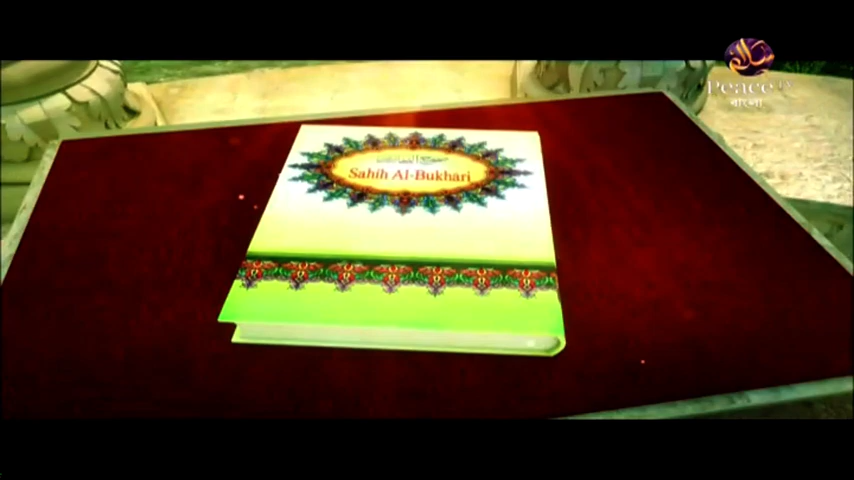 Peace TV
বাংলা
Sahih Al-Bukhari